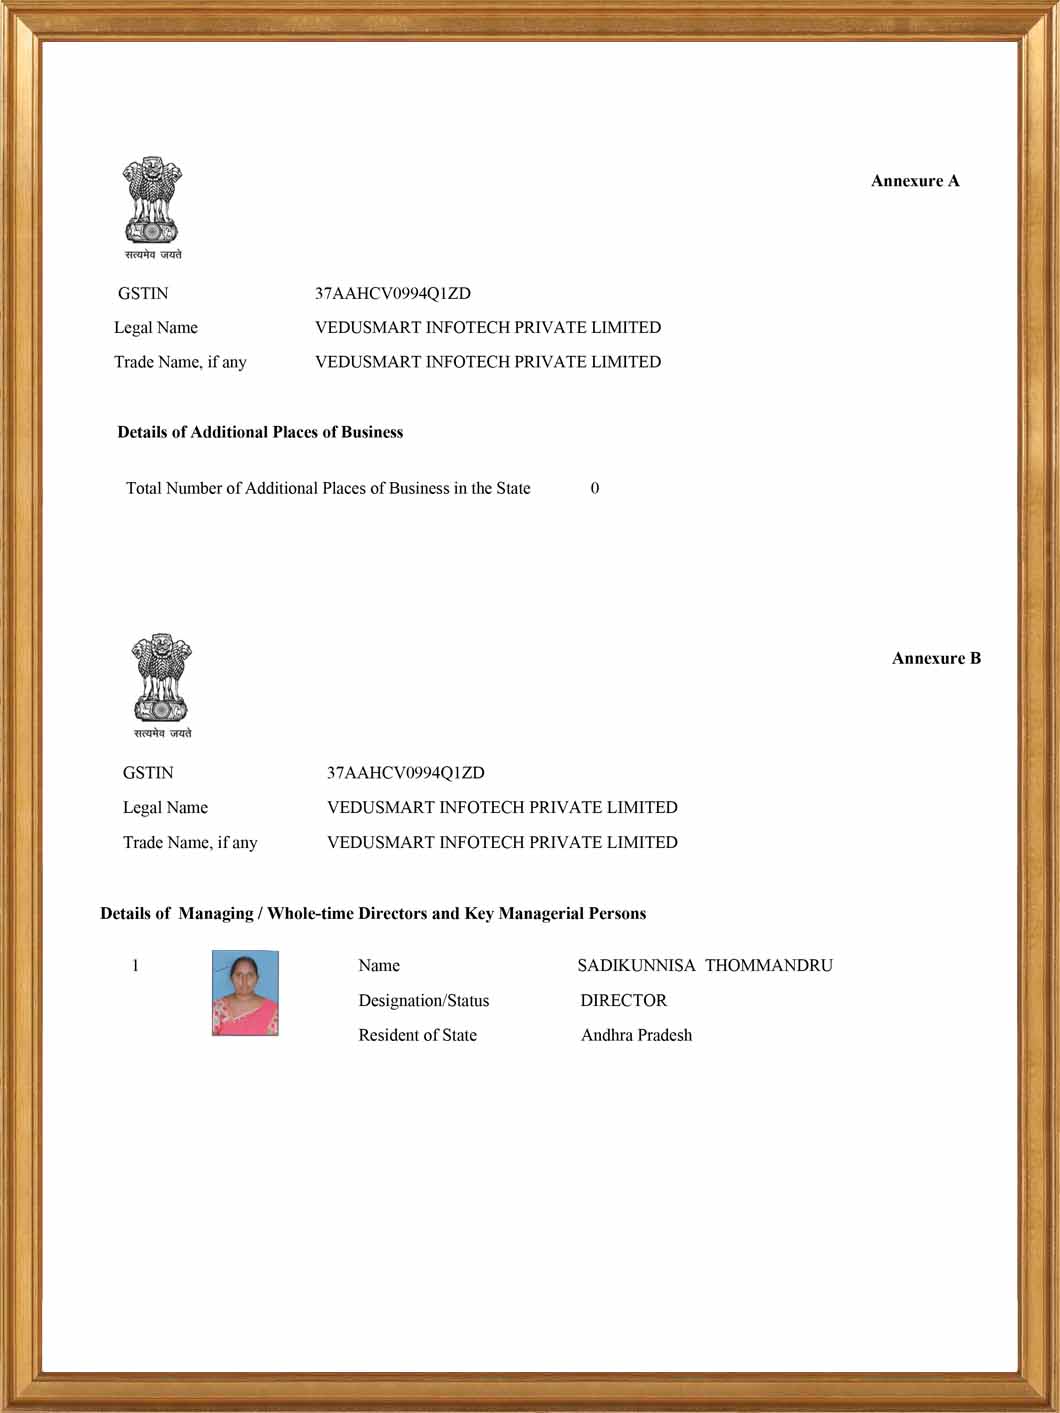 Annexure A
सत्यमेव जयते
GSTIN 37AAHCV0994Q1ZD
Legal Name VEDUSMART INFOTECH PRIVATE LIMITED
Trade Name, if any VEDUSMART INFOTECH PRIVATE LIMITED
Details of Additional Places of Business
Total Number of Additional Places of Business in the State 0
Annexure B
सत्यमेव जयते
GSTIN 37AAHCV0994Q1ZD
Legal Name VEDUSMART INFOTECH PRIVATE LIMITED
Trade Name, if any VEDUSMART INFOTECH PRIVATE LIMITED
Details of Managing / Whole-time Directors and Key Managerial Persons
1 Name SADIKUNNISA THOMMANDRU
Designation/Status DIRECTOR
Resident of State Andhra Pradesh